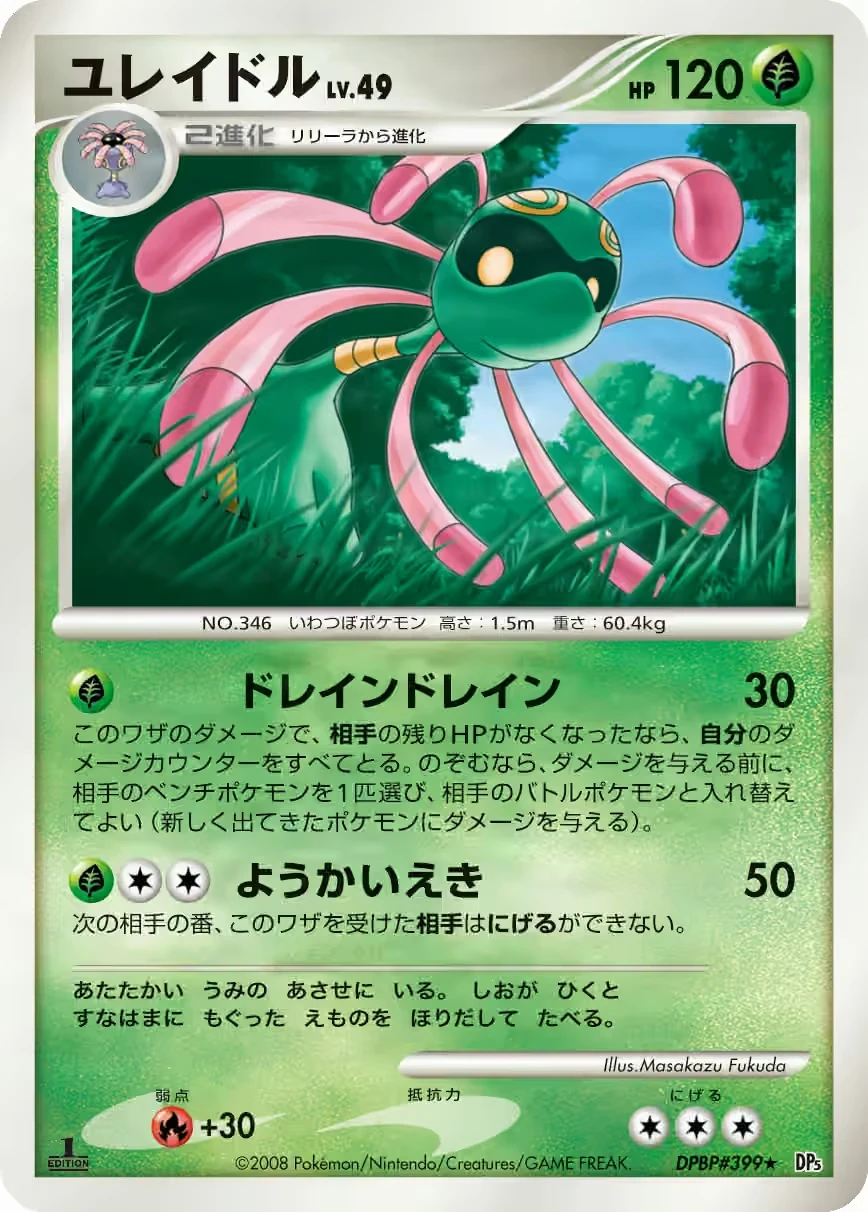 ユレイドル LV.49 HP 120
2進化 リリーラから進化
NO.346 いわつぼポケモン 高さ：1.5m 重さ：60.4kg
ドレインドレイン 30
このワザのダメージで、相手の残りHPがなくなったなら、自分のダ
メージカウンターをすべてとる。のぞむなら、ダメージを与える前に、
相手のベンチポケモンを1匹選び、相手のバトルポケモンと入れ替え
てよい（新しく出てきたポケモンにダメージを与える）。
ようかいえき 50
次の相手の番、このワザを受けた相手はにげるができない。
あたたかい うみの あさせに いる。 しおが ひくと
すなはまに もぐった えものを ほりだして たべる。
Illus.Masakazu Fukuda
弱点 抵抗力 にげる
+30
1 EDITION
©2008 Pokémon/Nintendo/Creatures/GAME FREAK. DPBP#399★ DP5